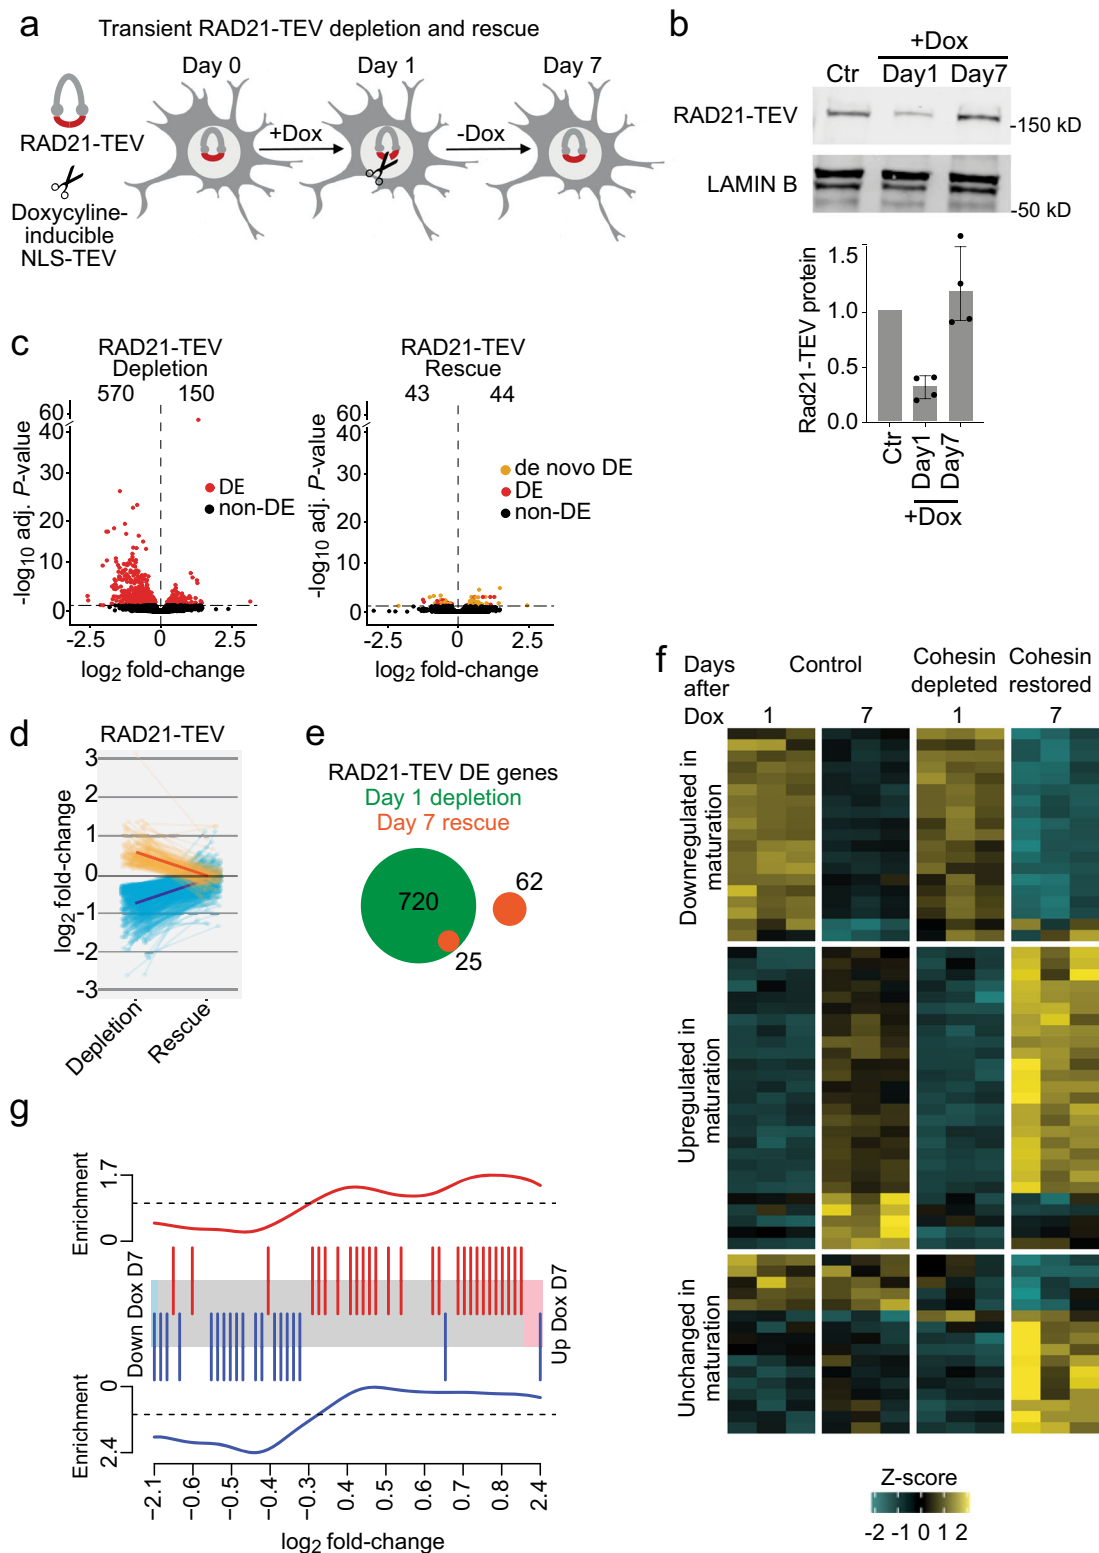 a
Transient RAD21-TEV depletion and rescue
Day 0
Day 1
Day 7
RAD21-TEV
+Dox
-Dox
Doxycyline-
inducible
NLS-TEV
b
+Dox
Ctr
Day1
Day7
RAD21-TEV
-150 kD
LAMIN B
-50 kD
Rad21-TEV protein
1.5
1.0
0.5
0.0
Ctr
Day1
Day7
+Dox
c
RAD21-TEV
Depletion
570
150
-log10 adj. P-value
60
40
30
20
10
0
DE
non-DE
-2.5
0
2.5
log2 fold-change
RAD21-TEV
Rescue
43
44
-log10 adj. P-value
60
40
30
20
10
0
de novo DE
DE
non-DE
-2.5
0
2.5
log2 fold-change
d
RAD21-TEV
log2 fold-change
3
2
1
0
-1
-2
-3
Depletion
Rescue
e
RAD21-TEV DE genes
Day 1 depletion
Day 7 rescue
720
62
25
f
Days
after
Dox
Control
Cohesin
depleted
Cohesin
restored
1
7
1
7
Downregulated in
maturation
Upregulated in
maturation
Unchanged in
maturation
Z-score
-2 -1 0 1 2
g
Enrichment
1.7
0
Down Dox D7
Up Dox D7
Enrichment
0
2.4
−2.1
−0.6
−0.5
−0.4
−0.3
0.4
0.6
0.7
0.8
2.4
log2 fold-change